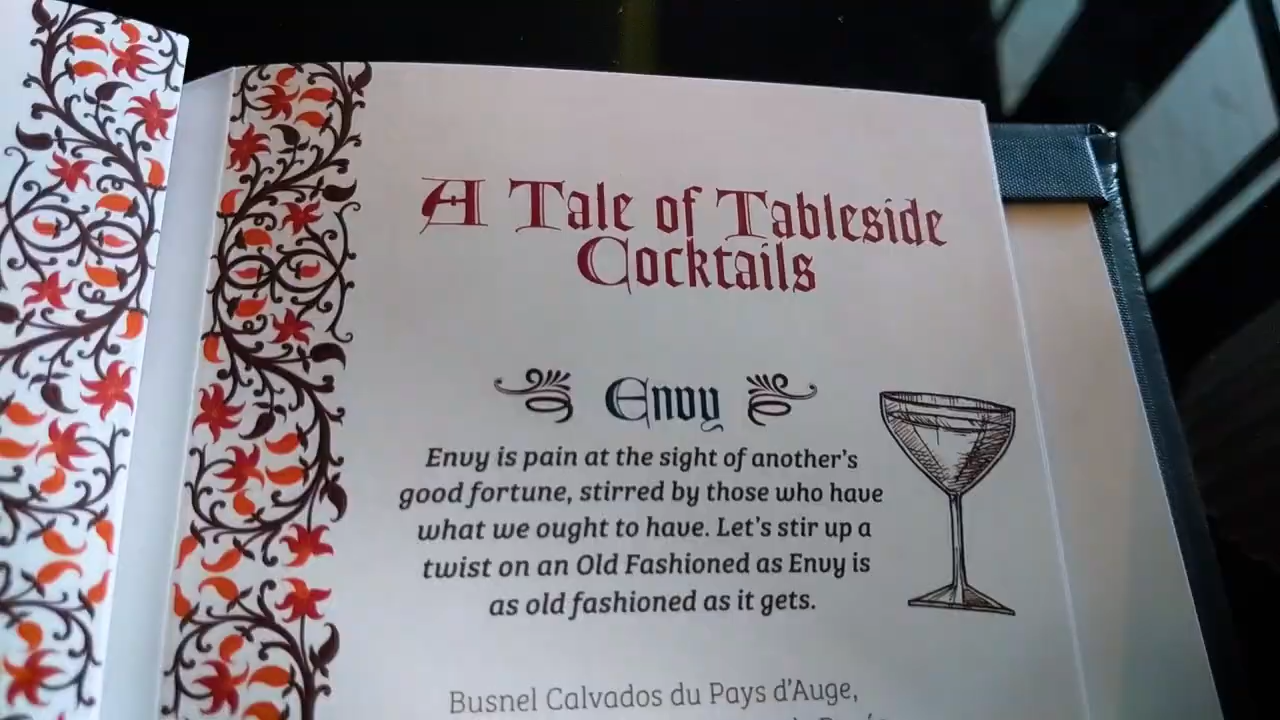 A Tale of Tableside
Cocktails
Envy
Envy is pain at the sight of another's
good fortune, stirred by those who have
what we ought to have. Let's stir up a
twist on an Old Fashioned as Envy is
as old fashioned as it gets.
Busnel Calvados du Pays d'Auge,